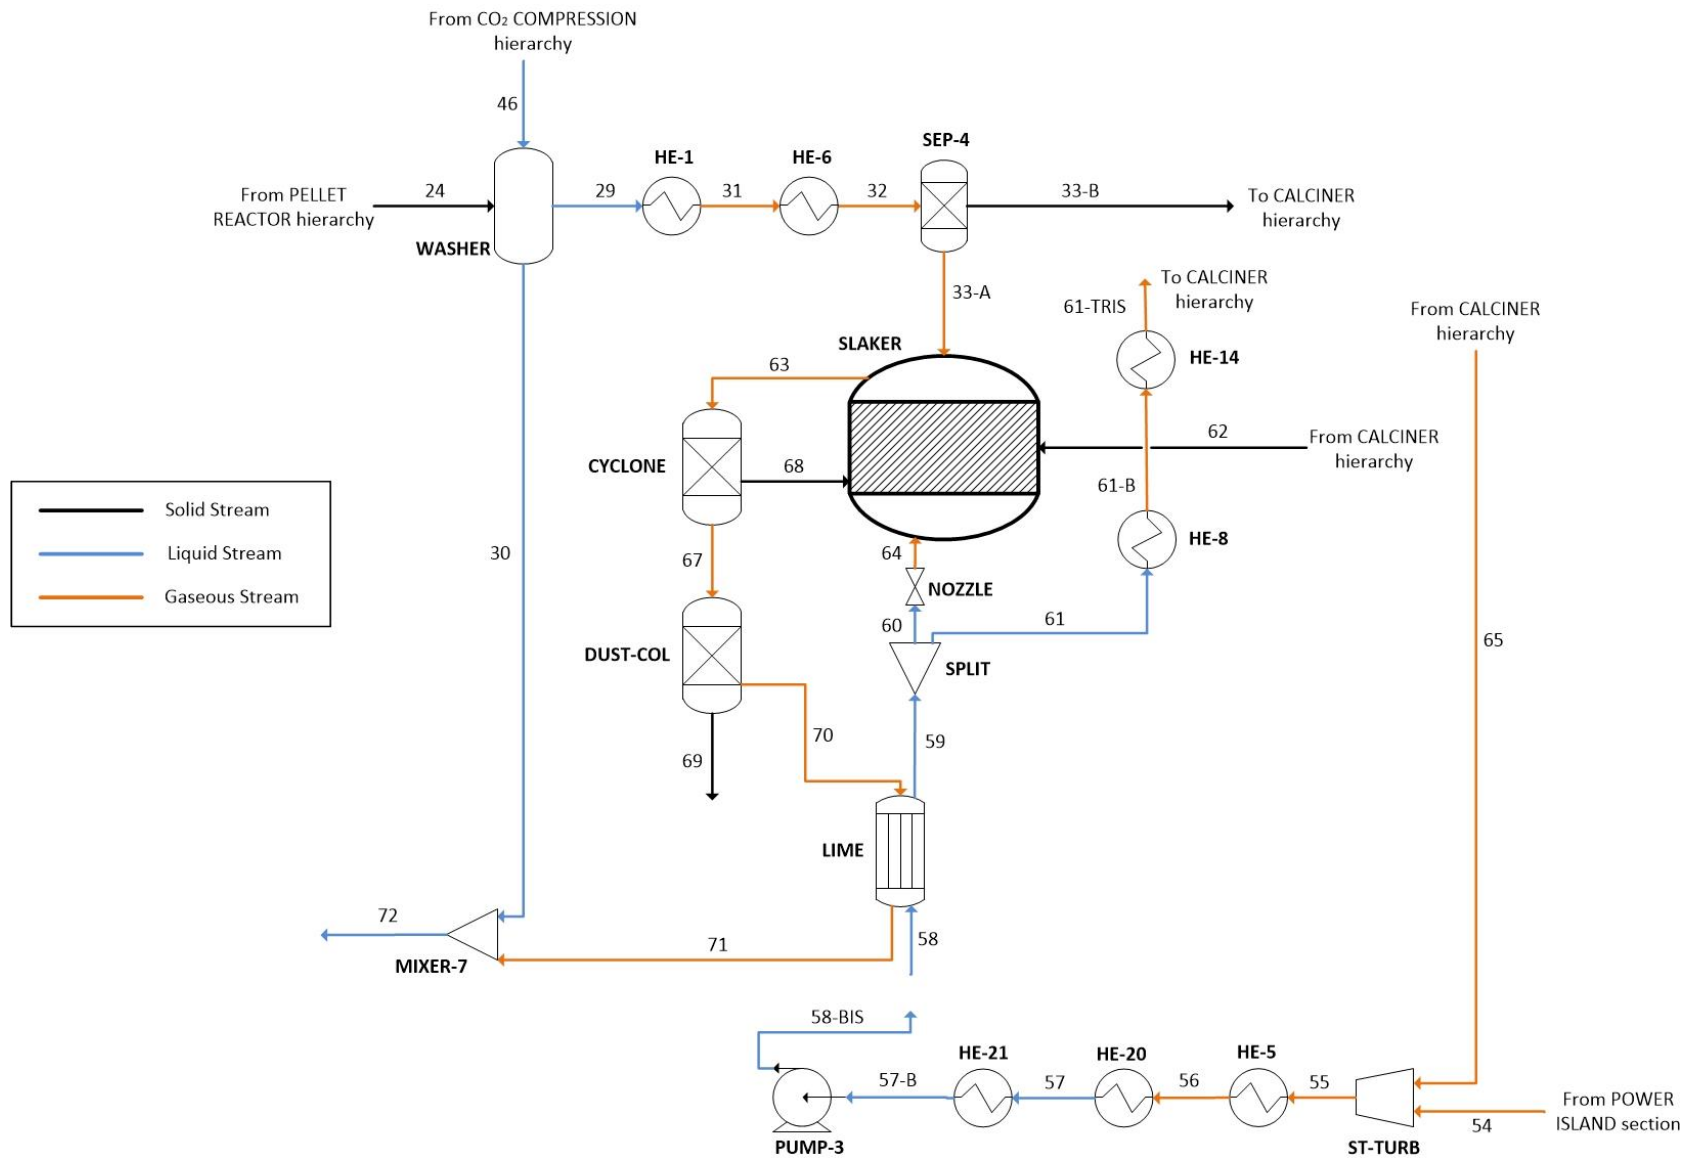 From CO₂ COMPRESSION
hierarchy
46
SEP-4
HE-1
HE-6
24
29
31
32
33-B
From PELLET
REACTOR hierarchy
To CALCINER
hierarchy
WASHER
33-A
To CALCINER
hierarchy
61-TRIS
From CALCINER
hierarchy
SLAKER
HE-14
63
62
From CALCINER
hierarchy
CYCLONE
68
61-B
Solid Stream
Liquid Stream
Gaseous Stream
30
67
64
HE-8
NOZZLE
60
61
65
DUST-COL
SPLIT
69
70
59
LIME
72
71
58
MIXER-7
58-BIS
HE-21
HE-20
HE-5
57-B
57
56
55
From POWER
ISLAND section
54
PUMP-3
ST-TURB